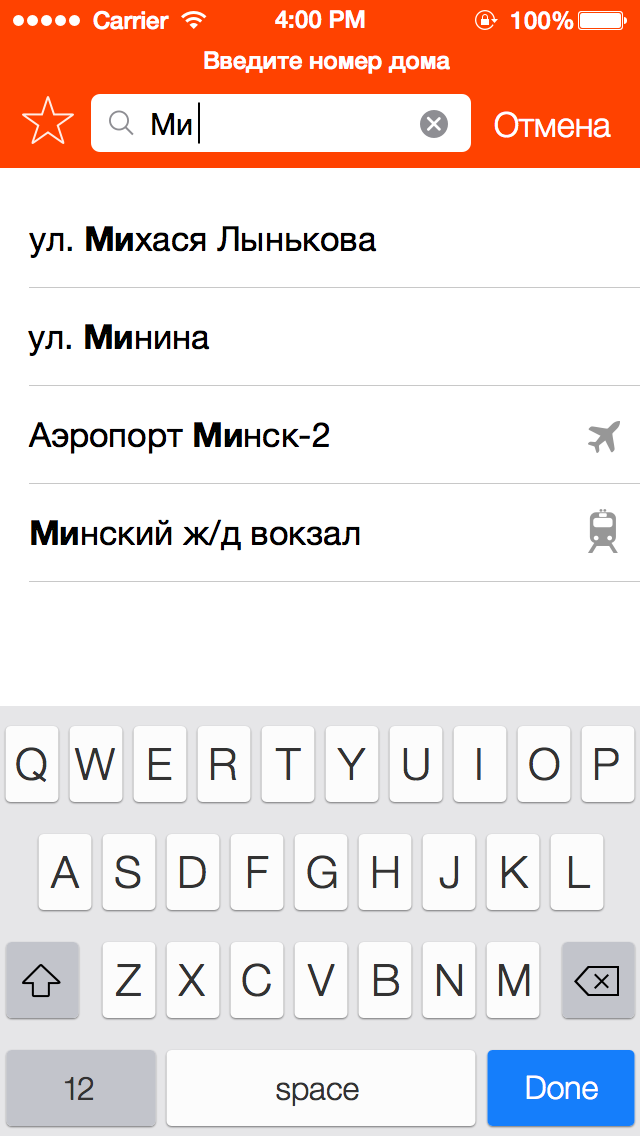 Carrier 4:00 PM 100%
Введите номер дома
Ми Отмена
ул. Михася Лынькова
ул. Минина
Аэропорт Минск-2
Минский ж/д вокзал
Q W E R T Y U I O P
A S D F G H J K L
Z X C V B N M
12 space Done